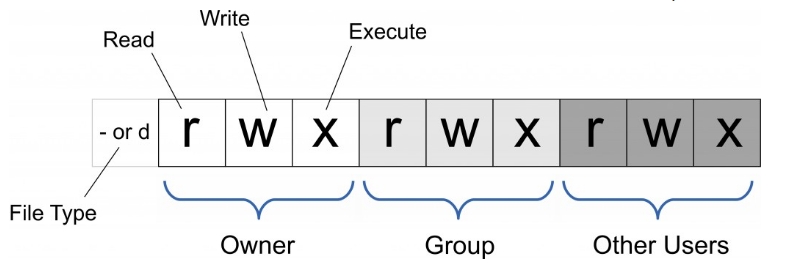 Write
Read
Execute
- or d r w x r w x r w x
File Type
Owner Group Other Users